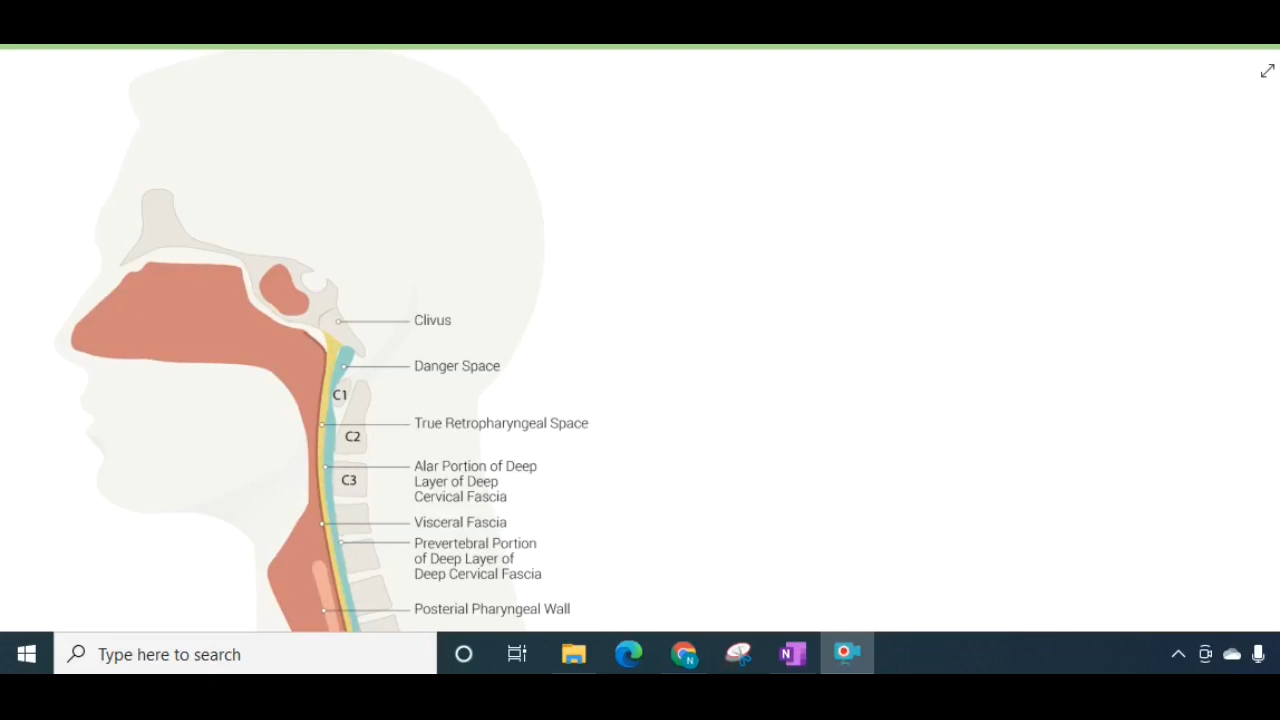 Clivus
Danger Space
C1
True Retropharyngeal Space
C2
Alar Portion of Deep
Layer of Deep
Cervical Fascia
C3
Visceral Fascia
Prevertebral Portion
of Deep Layer of
Deep Cervical Fascia
Posterial Pharyngeal Wall
Type here to search
N
N